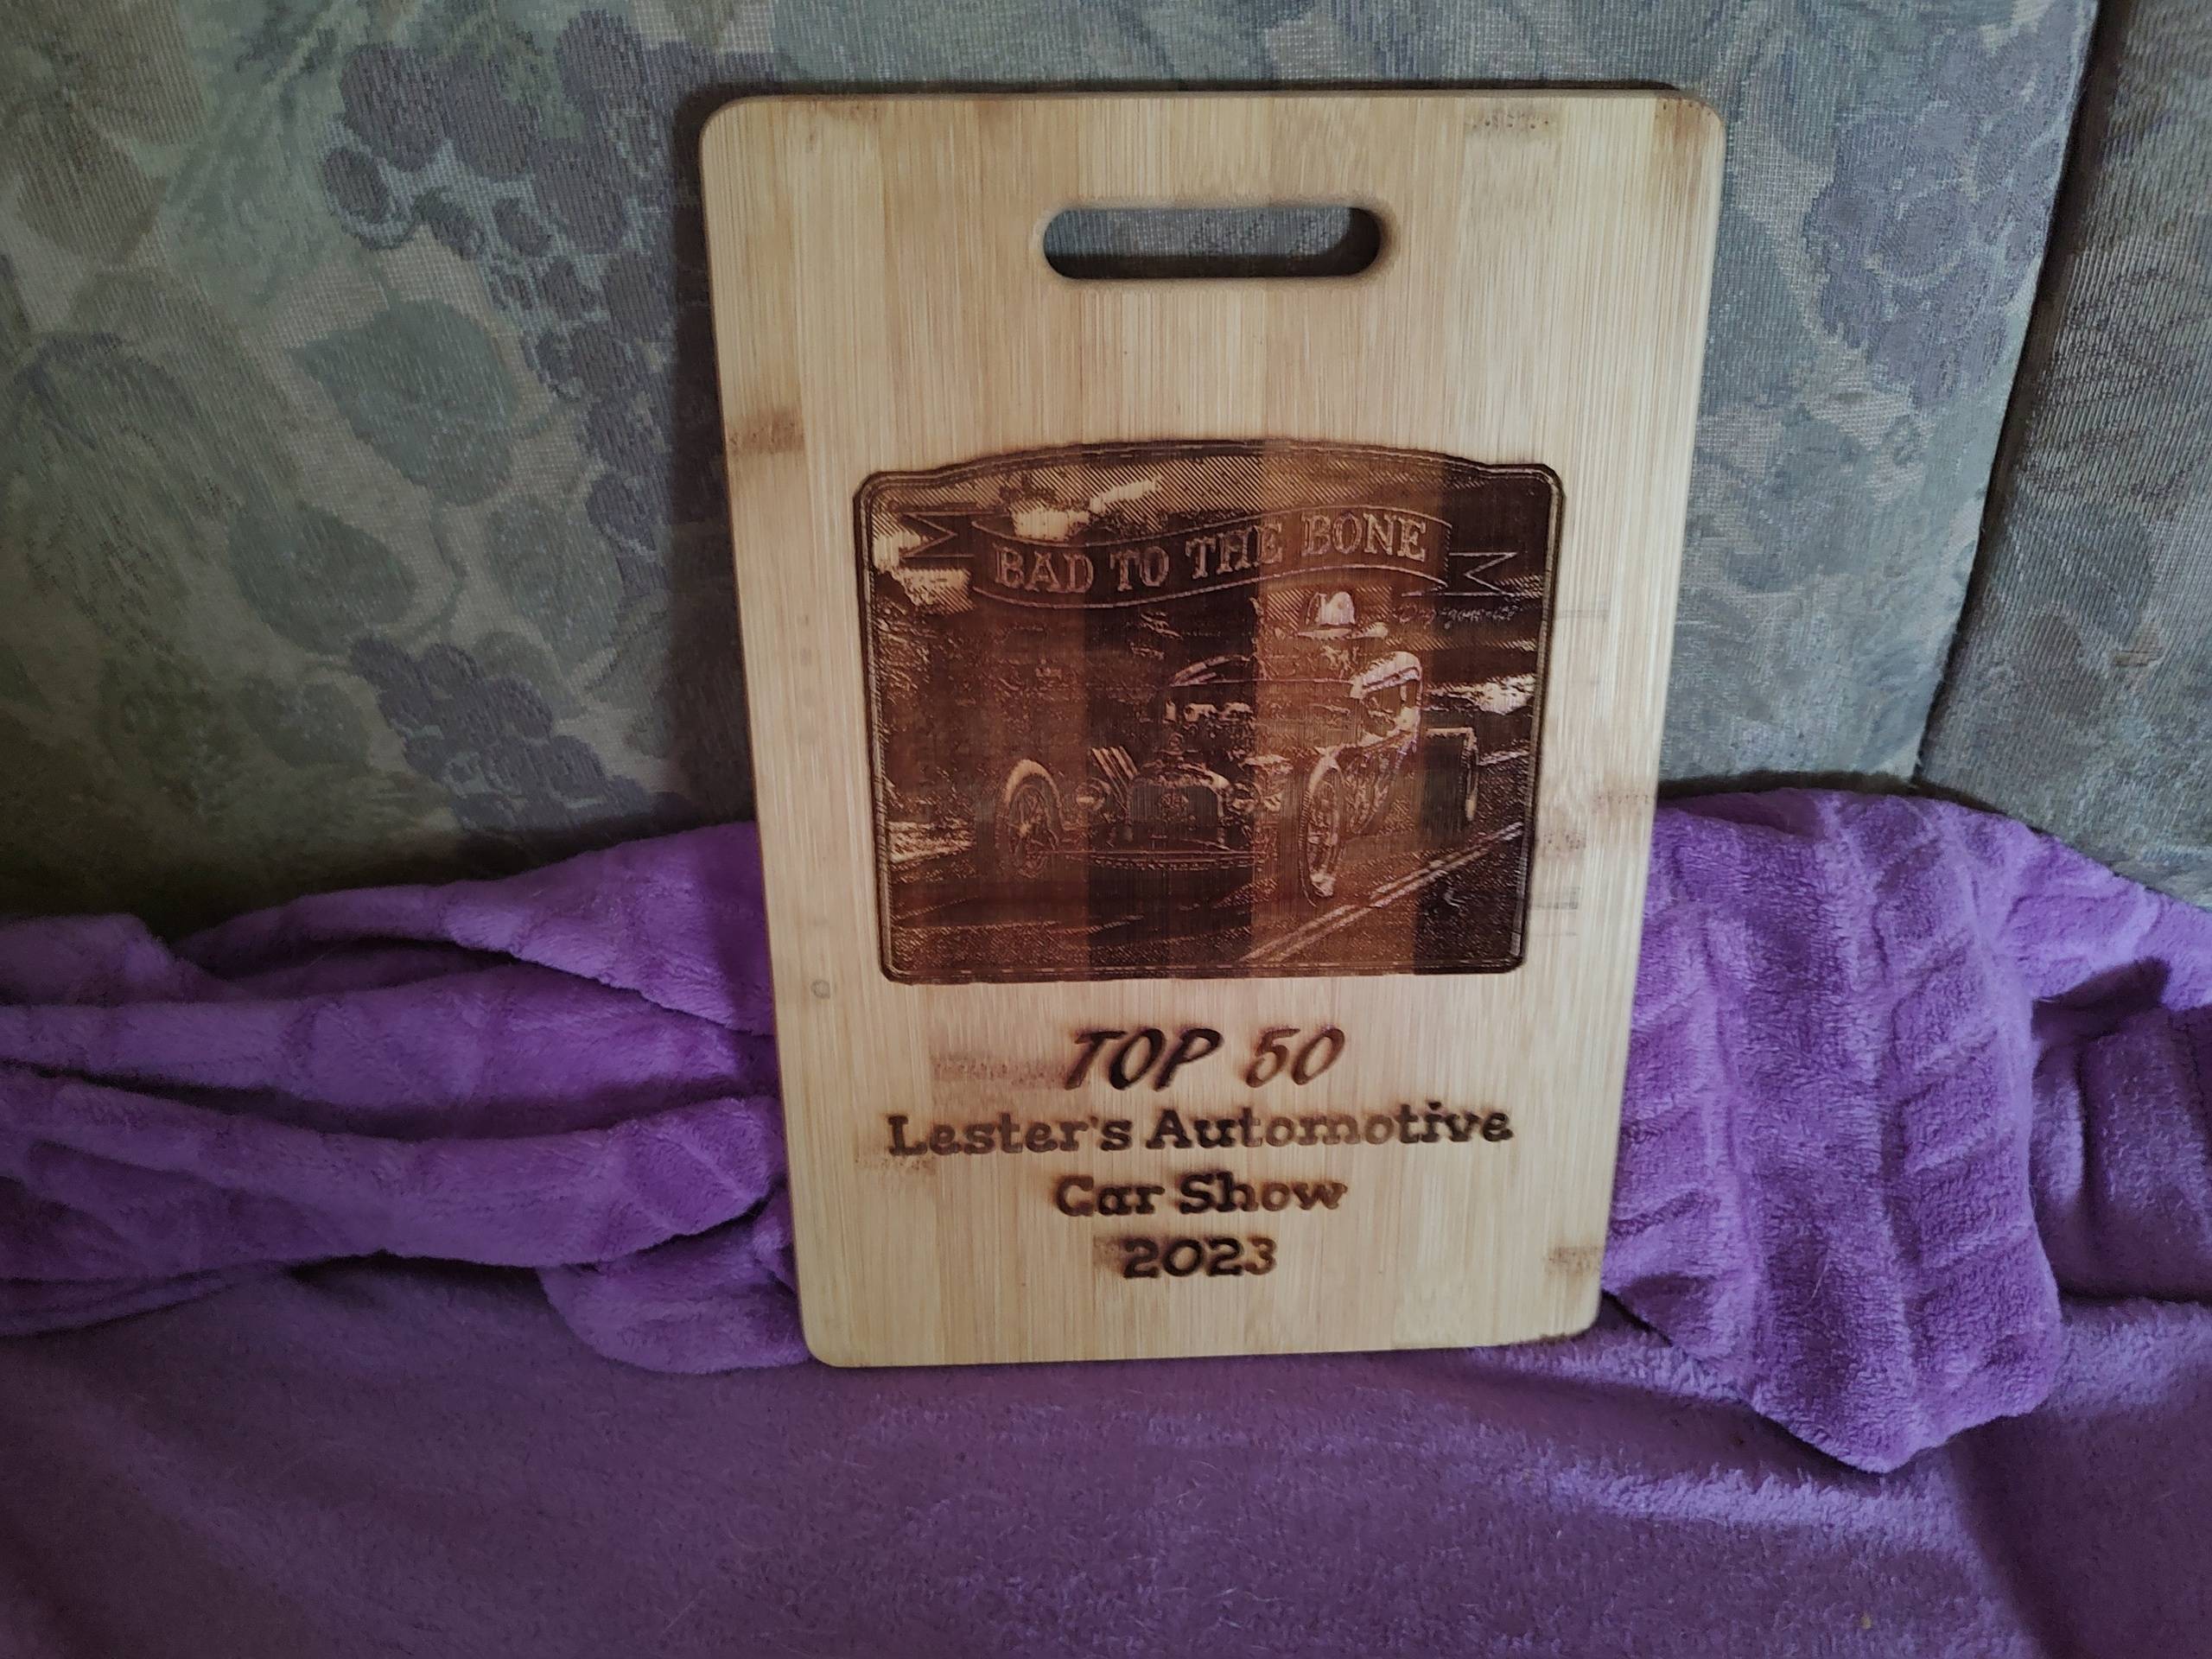 BAD TO THE BONE
TOP 50
Lester's Automotive
Car Show
2023